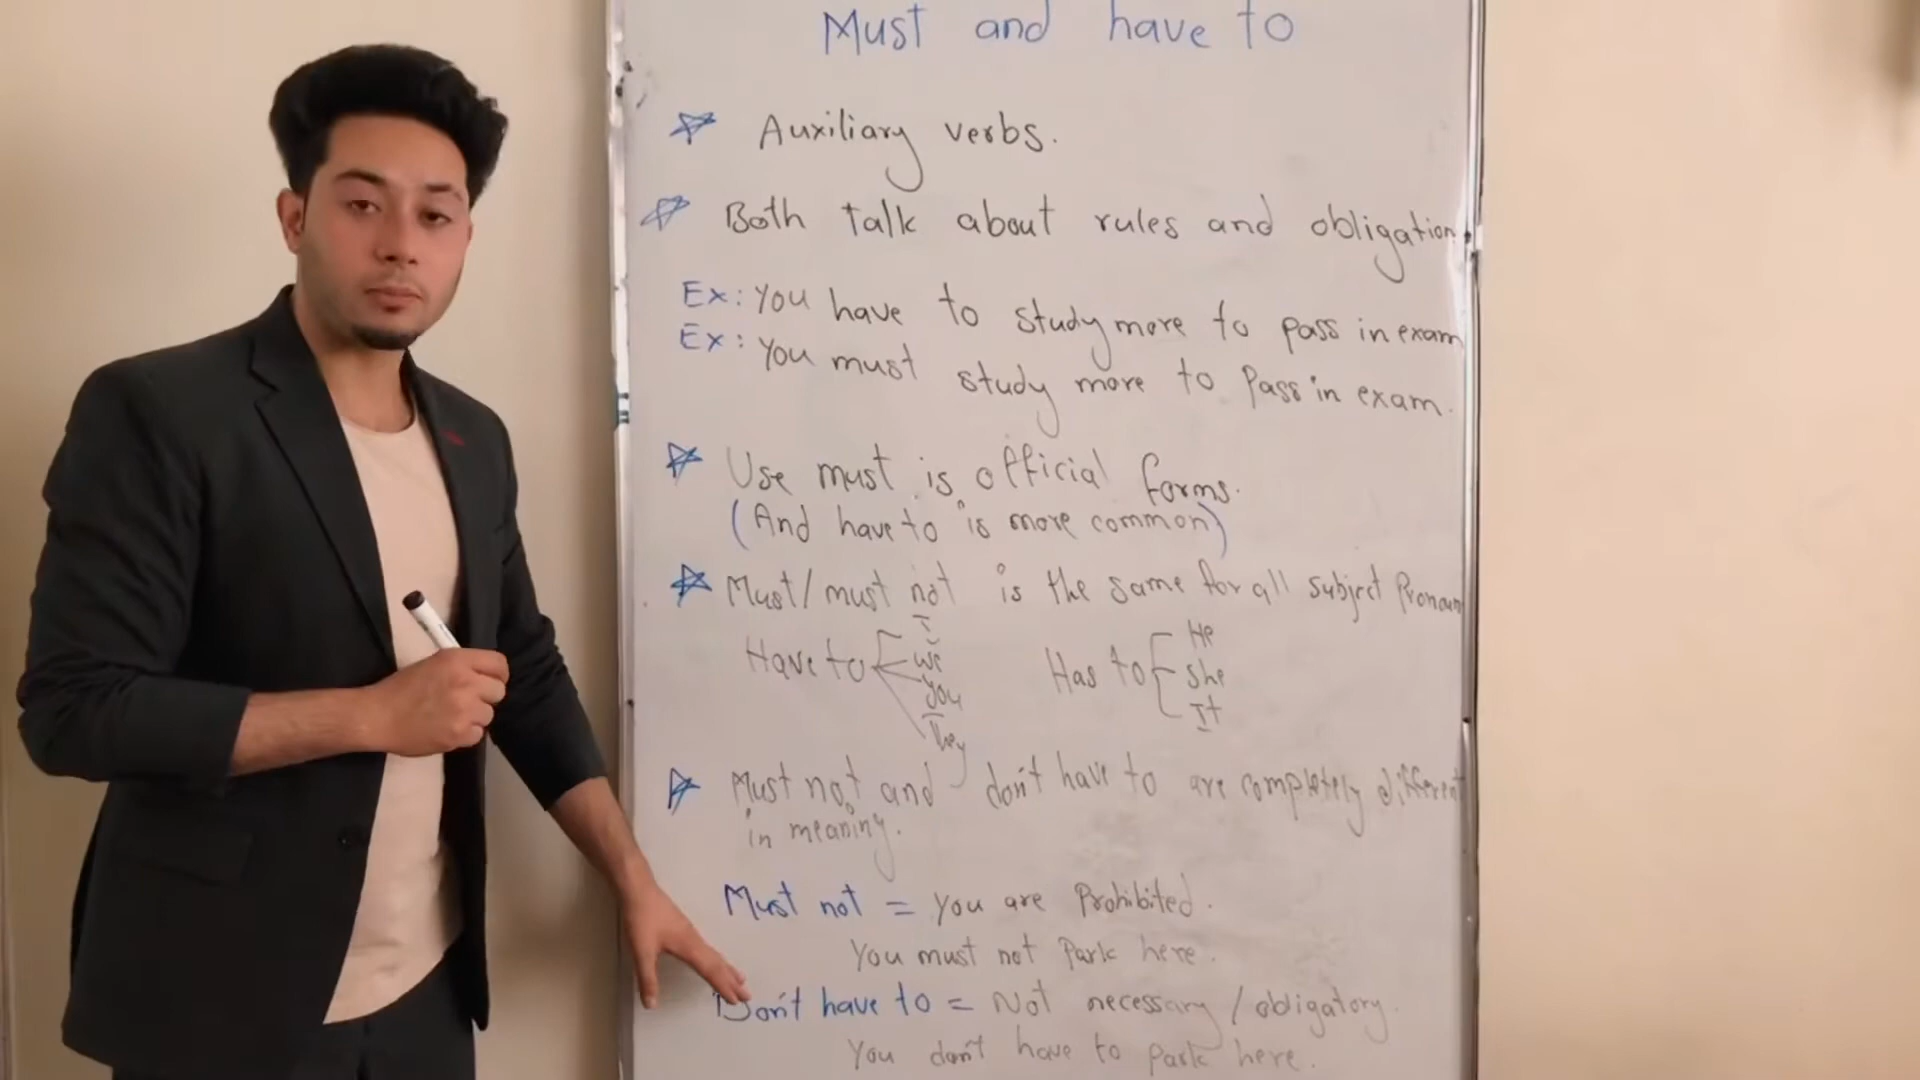 Must and have to
Auxiliary verbs.
Both talk about rules and obligation
Ex: You have to study more to pass in exam
Ex: You must study more to Pass in exam.
Use must is official forms.
(And have to is more common)
Must/must not is the same for all subject Pronoun
Have to I we you They
Has to He she It
Must not and don't have to are completely different
in meaning.
Must not = you are Prohibited.
You must not Park here.
Don't have to = Not necessary / obligatory.
You don't have to park here.